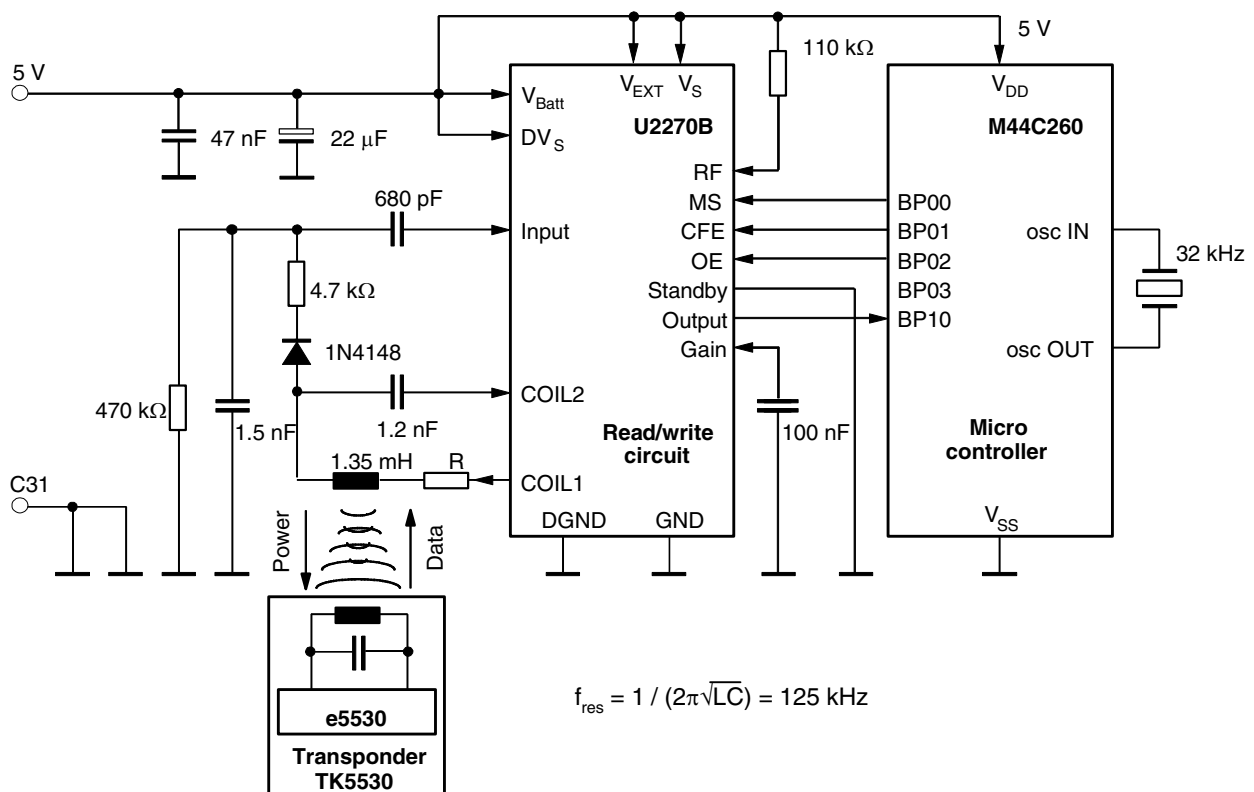 5 V
110 kΩ
5 V
47 nF
22 µF
V_Batt
DV_S
V_EXT
V_S
U2270B
V_DD
M44C260
680 pF
Input
RF
MS
CFE
OE
Standby
Output
Gain
BP00
BP01
BP02
BP03
BP10
osc IN
32 kHz
osc OUT
4.7 kΩ
1N4148
470 kΩ
1.5 nF
1.2 nF
COIL2
100 nF
Read/write
circuit
Micro
controller
1.35 mH
R
COIL1
C31
DGND
GND
V_SS
Power
Data
e5530
Transponder
TK5530
f_res = 1 / (2π√LC) = 125 kHz